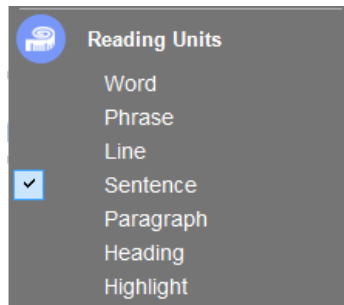 Reading Units
Word
Phrase
Line
Sentence
Paragraph
Heading
Highlight